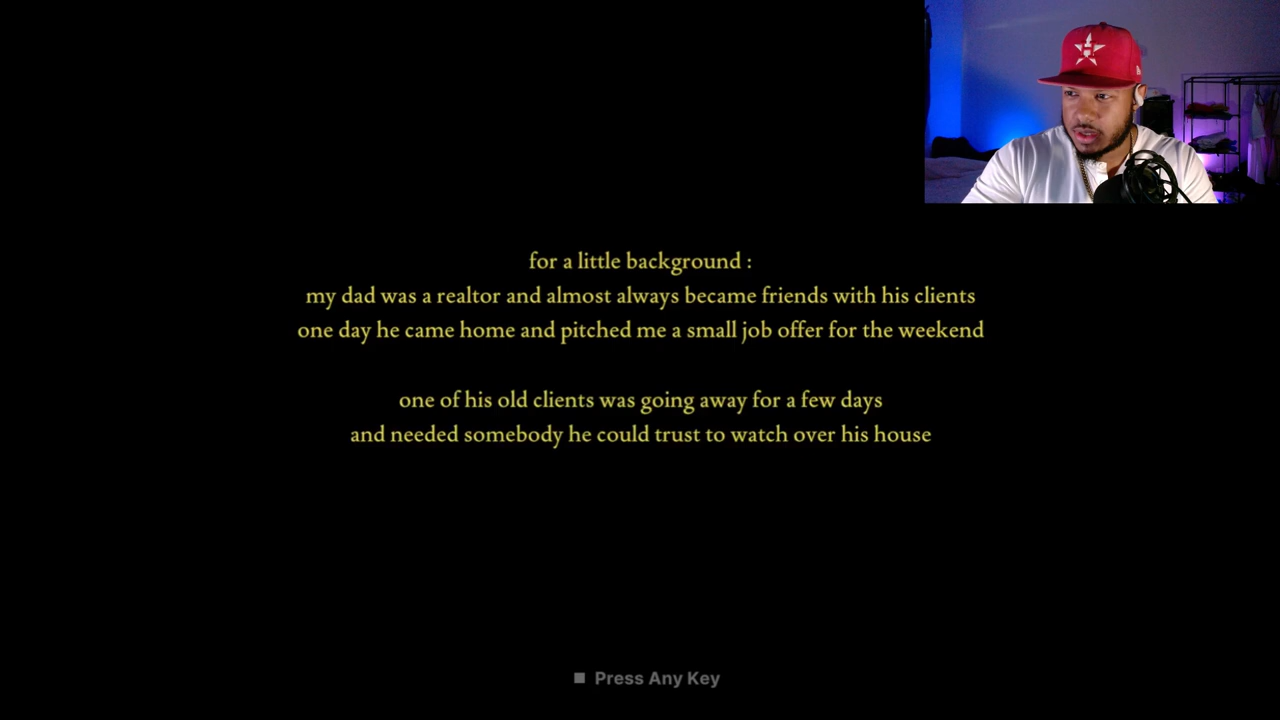 for a little background :
my dad was a realtor and almost always became friends with his clients
one day he came home and pitched me a small job offer for the weekend
one of his old clients was going away for a few days
and needed somebody he could trust to watch over his house
Press Any Key